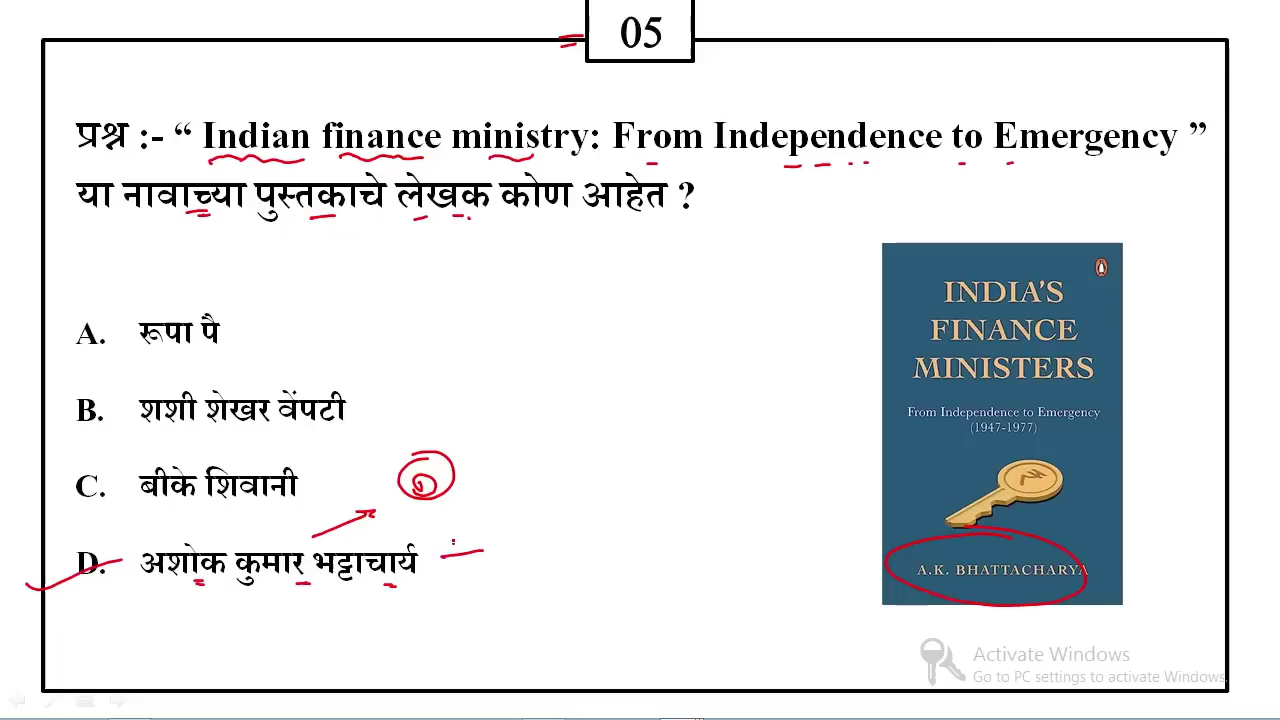 05
प्रश्न :- “ Indian finance ministry: From Independence to Emergency ”
या नावाच्या पुस्तकाचे लेखक कोण आहेत ?
A. रूपा पै
B. शशी शेखर वेंपटी
C. बीके शिवानी
D. अशोक कुमार भट्टाचार्य
INDIA'S
FINANCE
MINISTERS
From Independence to Emergency
(1947-1977)
A.K. BHATTACHARYA
Activate Windows
Go to PC settings to activate Windows.